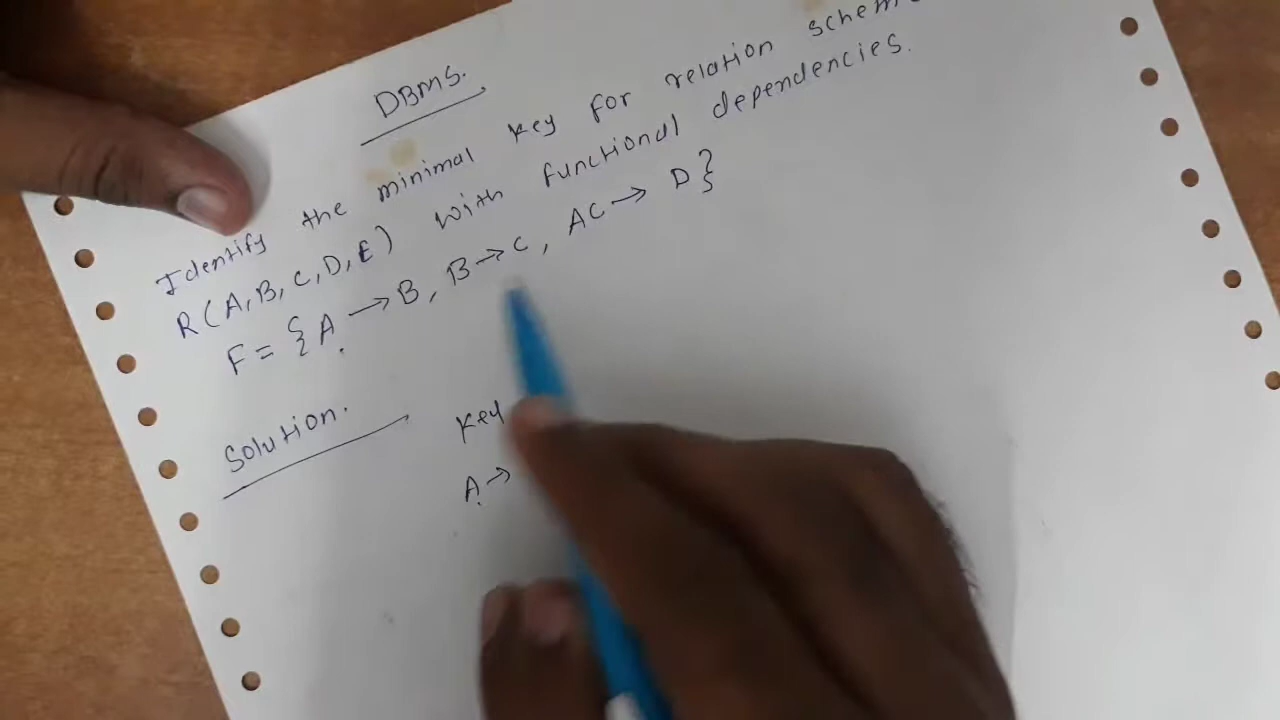 DBMS.
Identify the minimal key for relation schem
R(A,B,C,D,E) with functional dependencies.
F = { A → B, B → C, AC → D }
Solution.
key
A →